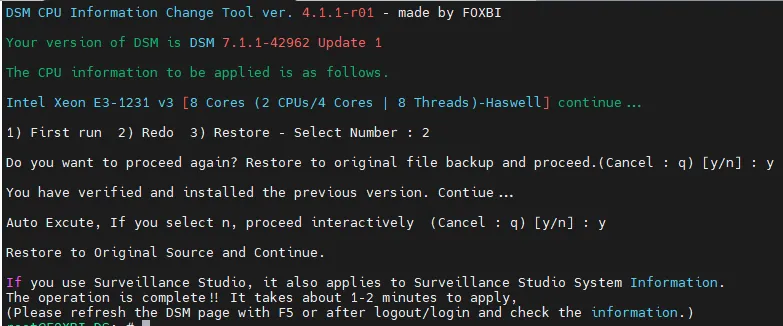 DSM CPU Information Change Tool ver. 4.1.1-r01 - made by FOXBI
Your version of DSM is DSM 7.1.1-42962 Update 1
The CPU information to be applied is as follows.
Intel Xeon E3-1231 v3 [8 Cores (2 CPUs/4 Cores | 8 Threads)-Haswell] continue...
1) First run 2) Redo 3) Restore - Select Number : 2
Do you want to proceed again? Restore to original file backup and proceed.(Cancel : q) [y/n] : y
You have verified and installed the previous version. Contiue...
Auto Excute, If you select n, proceed interactively (Cancel : q) [y/n] : y
Restore to Original Source and Continue.
If you use Surveillance Studio, it also applies to Surveillance Studio System Information.
The operation is complete!! It takes about 1-2 minutes to apply,
(Please refresh the DSM page with F5 or after logout/login and check the information.)